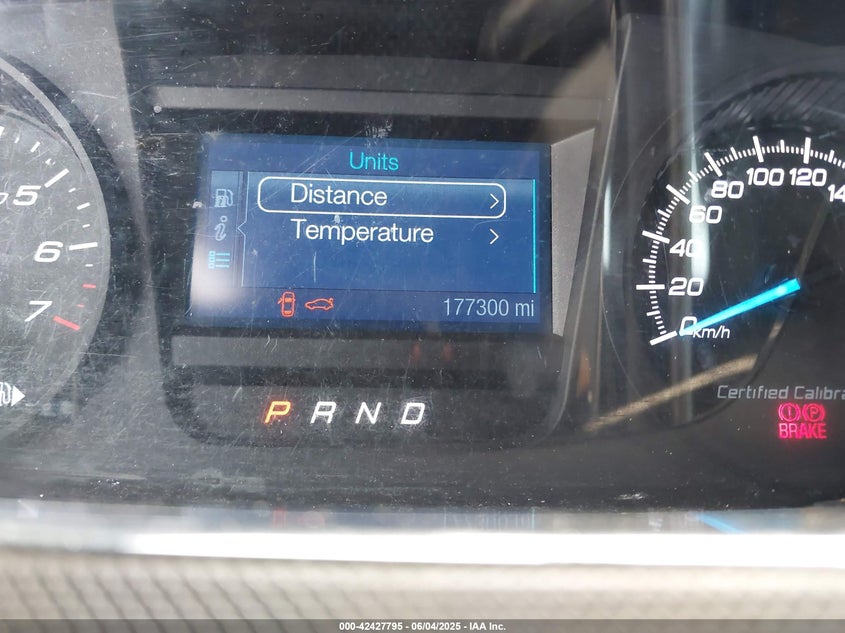 Units
Distance
Temperature
177300 mi
5
6
7
P R N D
0
20
40
60
80
100
120
14
km/h
Certified Calibra
BRAKE
000-42427795 - 06/04/2025 - IAA Inc.